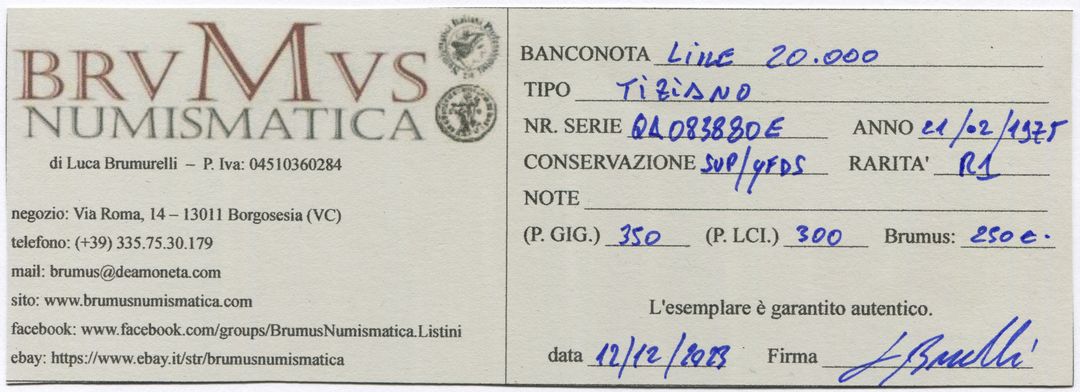 BRVMVS
NUMISMATICA
di Luca Brumurelli – P. Iva: 04510360284
negozio: Via Roma, 14 – 13011 Borgosesia (VC)
telefono: (+39) 335.75.30.179
mail: brumus@deamoneta.com
sito: www.brumusnumismatica.com
facebook: www.facebook.com/groups/BrumusNumismatica.Listini
ebay: https://www.ebay.it/str/brumusnumismatica
BANCONOTA LIRE 20.000
TIPO TIZIANO
NR. SERIE QA083880E ANNO 21/02/1975
CONSERVAZIONE SUP/qFDS RARITA' R1
NOTE
(P. GIG.) 350 (P. LCI.) 300 Brumus: 250 €.
L'esemplare è garantito autentico.
data 12/12/2023 Firma